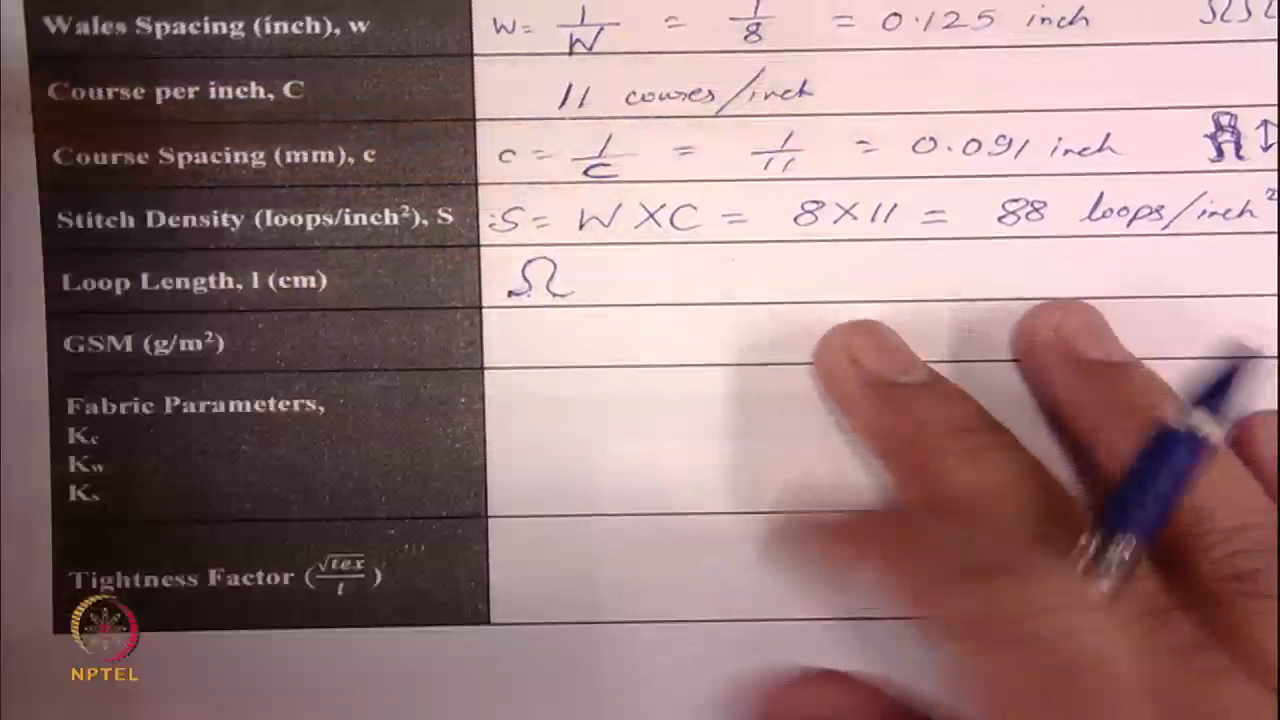 Wales Spacing (inch), w w = 1/W = 1/8 = 0.125 inch
Course per inch, C 11 courses/inch
Course Spacing (mm), c c = 1/C = 1/11 = 0.091 inch
Stitch Density (loops/inch²), S S = W X C = 8 X 11 = 88 loops/inch²
Loop Length, l (cm) Ω
GSM (g/m²)
Fabric Parameters,
Kc
Kw
Ks
Tightness Factor (√tex/l)
NPTEL